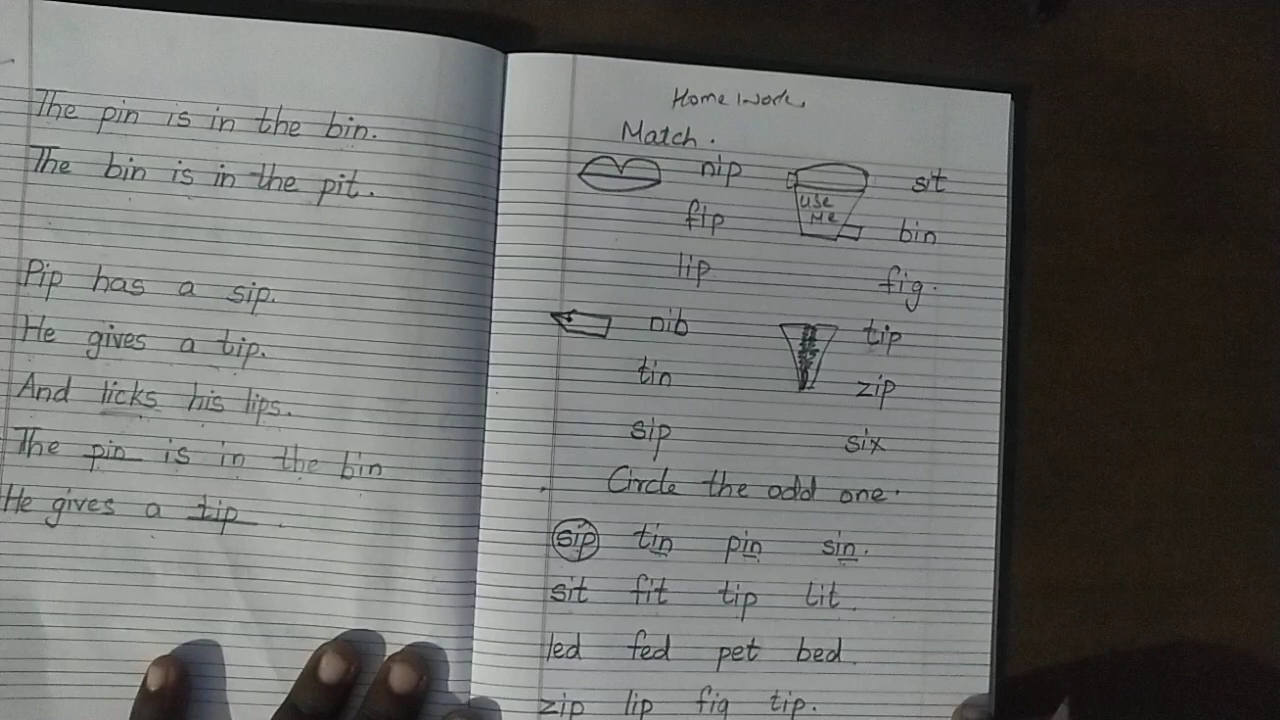 The pin is in the bin.
The bin is in the pit.
Pip has a sip.
He gives a tip.
And licks his lips.
The pin is in the bin
He gives a tip.
Home Work.
Match.
nip sit
USE
ME
fip bin
lip fig.
nib tip
tin zip
sip six
Circle the odd one.
sip tin pin sin.
sit fit tip lit.
led fed pet bed.
zip lip fig tip.